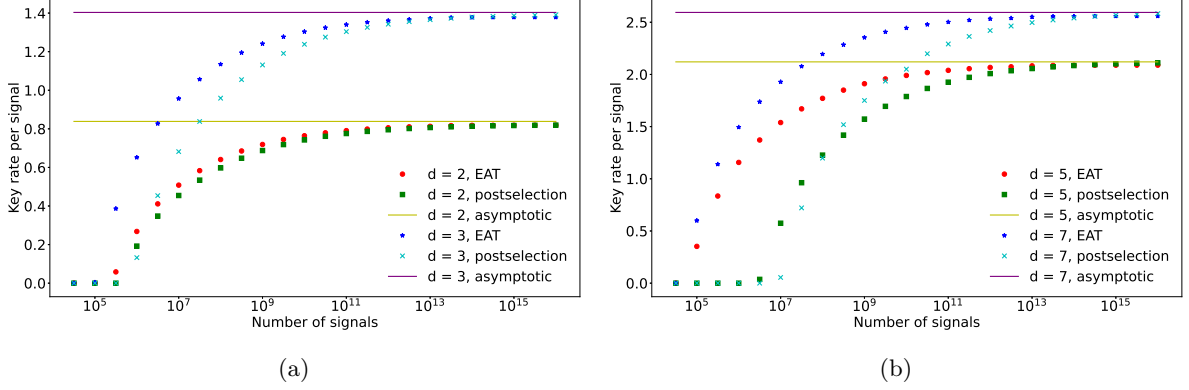 1.4
1.2
1.0
0.8
0.6
0.4
0.2
0.0
Key rate per signal
d = 2, EAT
d = 2, postselection
d = 2, asymptotic
d = 3, EAT
d = 3, postselection
d = 3, asymptotic
10^5 10^7 10^9 10^11 10^13 10^15
Number of signals
(a)
2.5
2.0
1.5
1.0
0.5
0.0
Key rate per signal
d = 5, EAT
d = 5, postselection
d = 5, asymptotic
d = 7, EAT
d = 7, postselection
d = 7, asymptotic
10^5 10^7 10^9 10^11 10^13 10^15
Number of signals
(b)